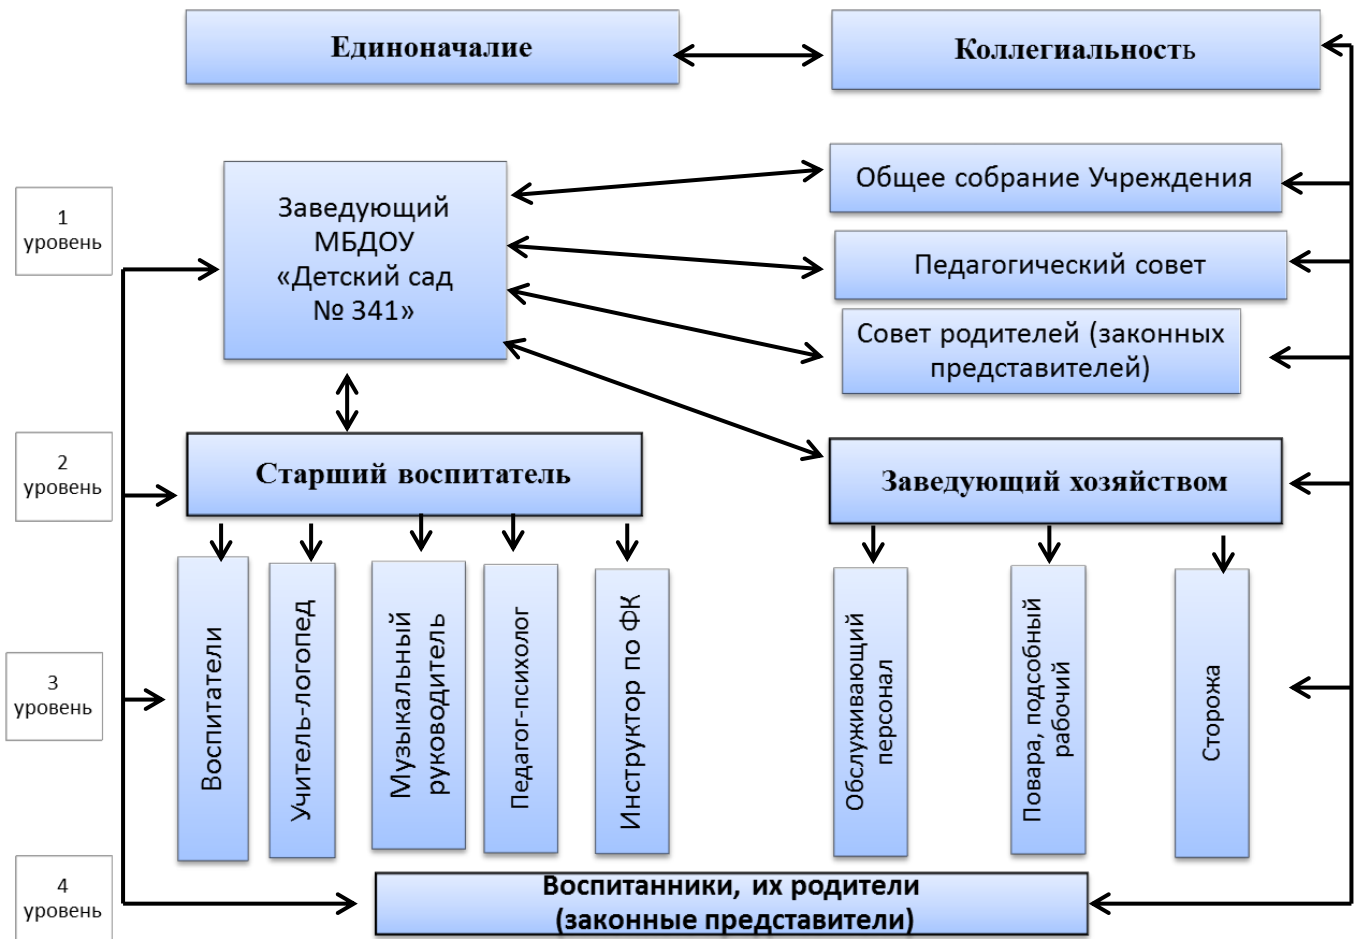 Единоначалие
Коллегиальность
1
уровень
Заведующий
МБДОУ
«Детский сад
№ 341»
Общее собрание Учреждения
Педагогический совет
Совет родителей (законных
представителей)
2
уровень
Старший воспитатель
Заведующий хозяйством
3
уровень
Воспитатели
Учитель-логопед
Музыкальный
руководитель
Педагог-психолог
Инструктор по ФК
Обслуживающий
персонал
Повара, подсобный
рабочий
Сторожа
4
уровень
Воспитанники, их родители
(законные представители)